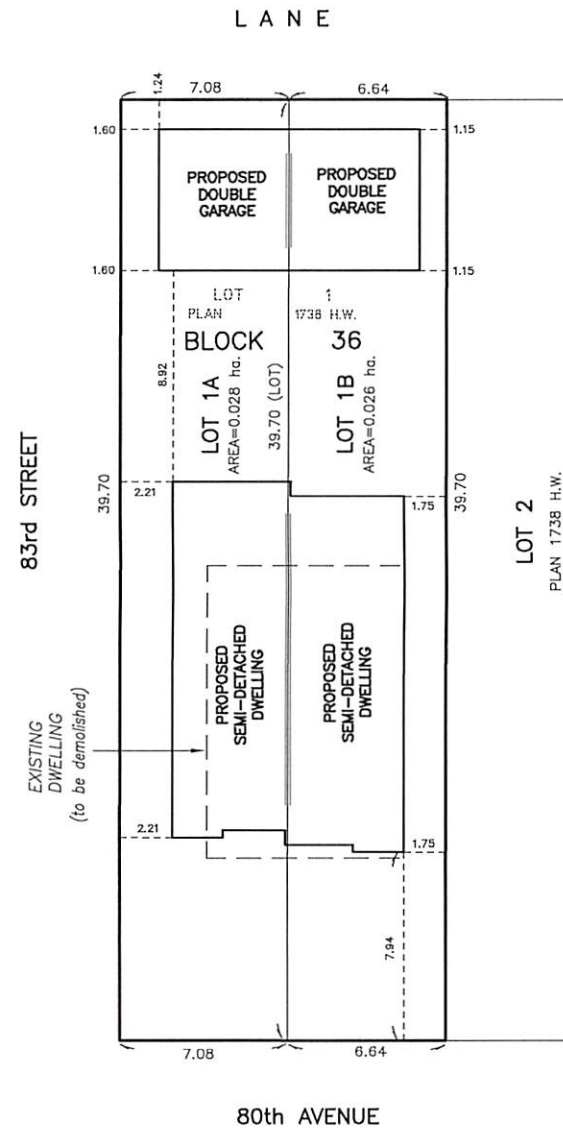 LANE
1.24
7.08
6.64
1.60
1.15
PROPOSED
DOUBLE
GARAGE
PROPOSED
DOUBLE
GARAGE
1.60
1.15
LOT 1
PLAN 1738 H.W.
BLOCK 36
8.92
LOT 1A
AREA=0.028 ha.
39.70 (LOT)
LOT 1B
AREA=0.026 ha.
83rd STREET
39.70
2.21
1.75
39.70
LOT 2
PLAN 1738 H.W.
PROPOSED
SEMI-DETACHED
DWELLING
PROPOSED
SEMI-DETACHED
DWELLING
EXISTING
DWELLING
(to be demolished)
2.21
1.75
7.94
7.08
6.64
80th AVENUE